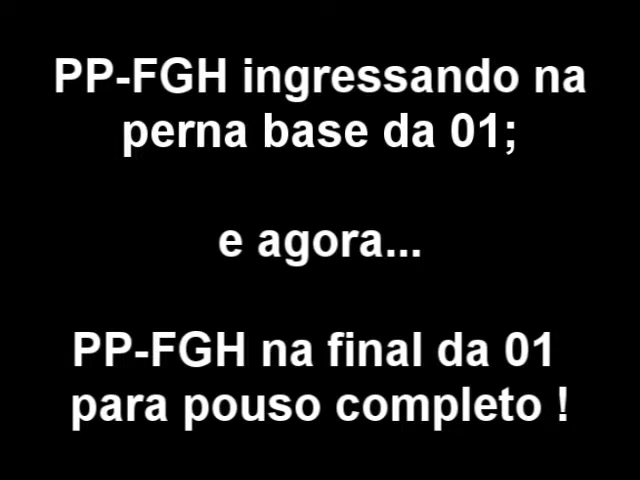 PP-FGH ingressando na
perna base da 01;
e agora...
PP-FGH na final da 01
para pouso completo !